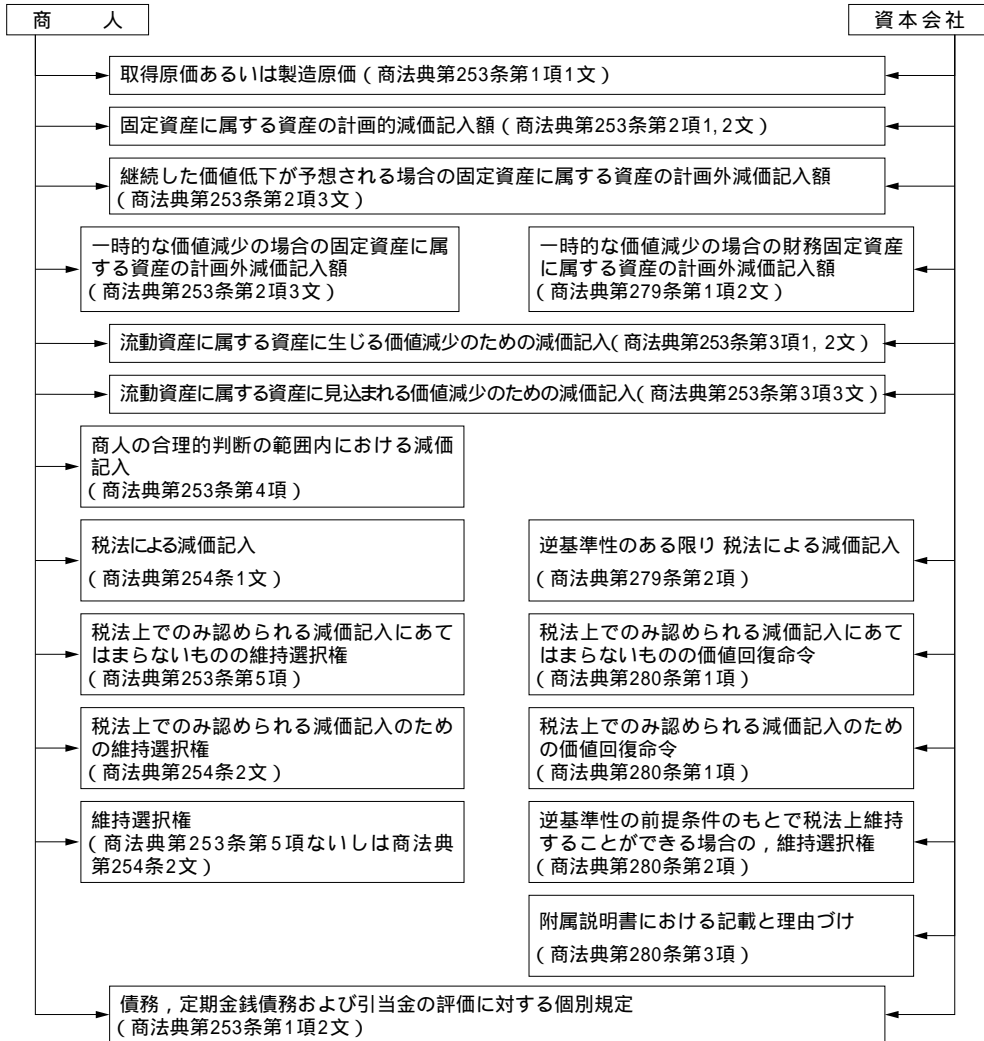 商　人
資本会社
取得原価あるいは製造原価（商法典第253条第1項1文）
固定資産に属する資産の計画的減価記入額（商法典第253条第2項1,2文）
継続した価値低下が予想される場合の固定資産に属する資産の計画外減価記入額
（商法典第253条第2項3文）
一時的な価値減少の場合の固定資産に属
する資産の計画外減価記入額
（商法典第253条第2項3文）
一時的な価値減少の場合の財務固定資産
に属する資産の計画外減価記入額
（商法典第279条第1項2文）
流動資産に属する資産に生じる価値減少のための減価記入（商法典第253条第3項1, 2文）
流動資産に属する資産に見込まれる価値減少のための減価記入（商法典第253条第3項3文）
商人の合理的判断の範囲内における減価
記入
（商法典第253条第4項）
税法による減価記入
（商法典第254条1文）
逆基準性のある限り 税法による減価記入
（商法典第279条第2項）
税法上でのみ認められる減価記入にあて
はまらないものの維持選択権
（商法典第253条第5項）
税法上でのみ認められる減価記入にあて
はまらないものの価値回復命令
（商法典第280条第1項）
税法上でのみ認められる減価記入のため
の維持選択権
（商法典第254条2文）
税法上でのみ認められる減価記入のため
の価値回復命令
（商法典第280条第1項）
維持選択権
（商法典第253条第5項ないしは商法典
第254条2文）
逆基準性の前提条件のもとで税法上維持
することができる場合の，維持選択権
（商法典第280条第2項）
附属説明書における記載と理由づけ
（商法典第280条第3項）
債務，定期金銭債務および引当金の評価に対する個別規定
（商法典第253条第1項2文）